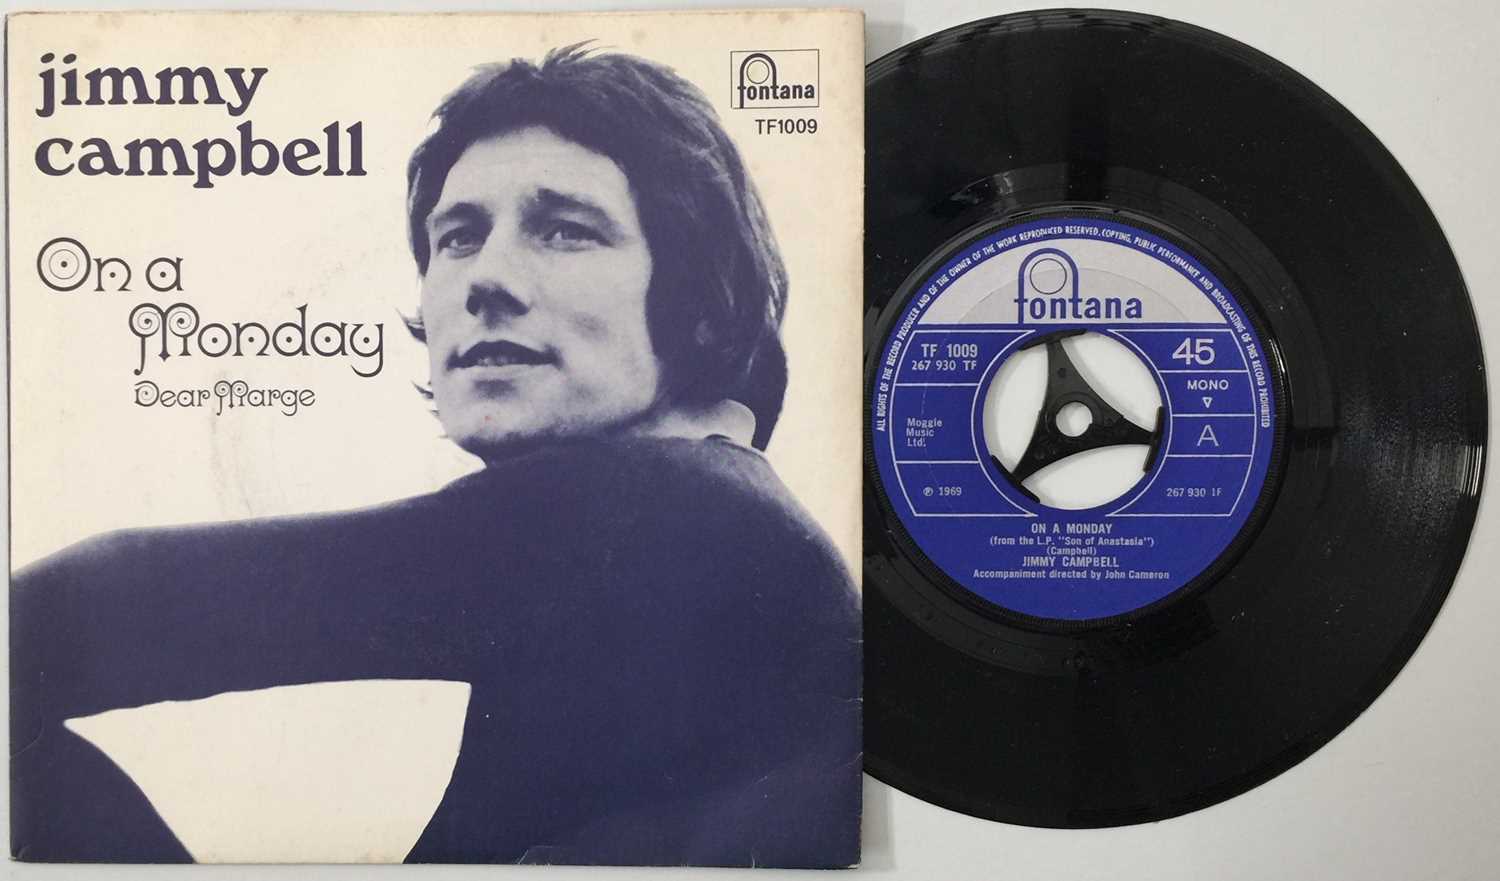 jimmy
campbell
fontana
TF1009
On a
Monday
Dear Marge
ALL RIGHTS OF THE RECORD PRODUCER AND OF THE OWNER OF THE WORK REPRODUCED RESERVED. COPYING, PUBLIC PERFORMANCE AND BROADCASTING OF THIS RECORD PROHIBITED
fontana
TF 1009
267 930 TF
45
MONO
A
Moggie
Music
Ltd.
℗ 1969
267 930 1F
ON A MONDAY
(from the L.P. "Son of Anastasia")
(Campbell)
JIMMY CAMPBELL
Accompaniment directed by John Cameron